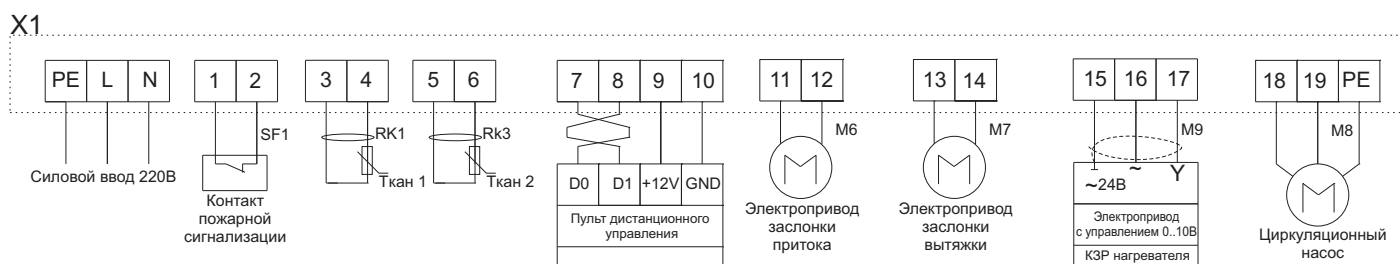 X1
PE L N 1 2 3 4 5 6 7 8 9 10 11 12 13 14 15 16 17 18 19 PE
SF1 RK1 Rk3 M6 M7 M9 M8
Силовой ввод 220В
Контакт
пожарной
сигнализации
Ткан 1
Ткан 2
D0 D1 +12V GND
Пульт дистанционного
управления
Электропривод
заслонки
притока
Электропривод
заслонки
вытяжки
~24В ~ Y
Электропривод
с управлением 0..10В
КЗР нагревателя
Циркуляционный
насос
M
M
M